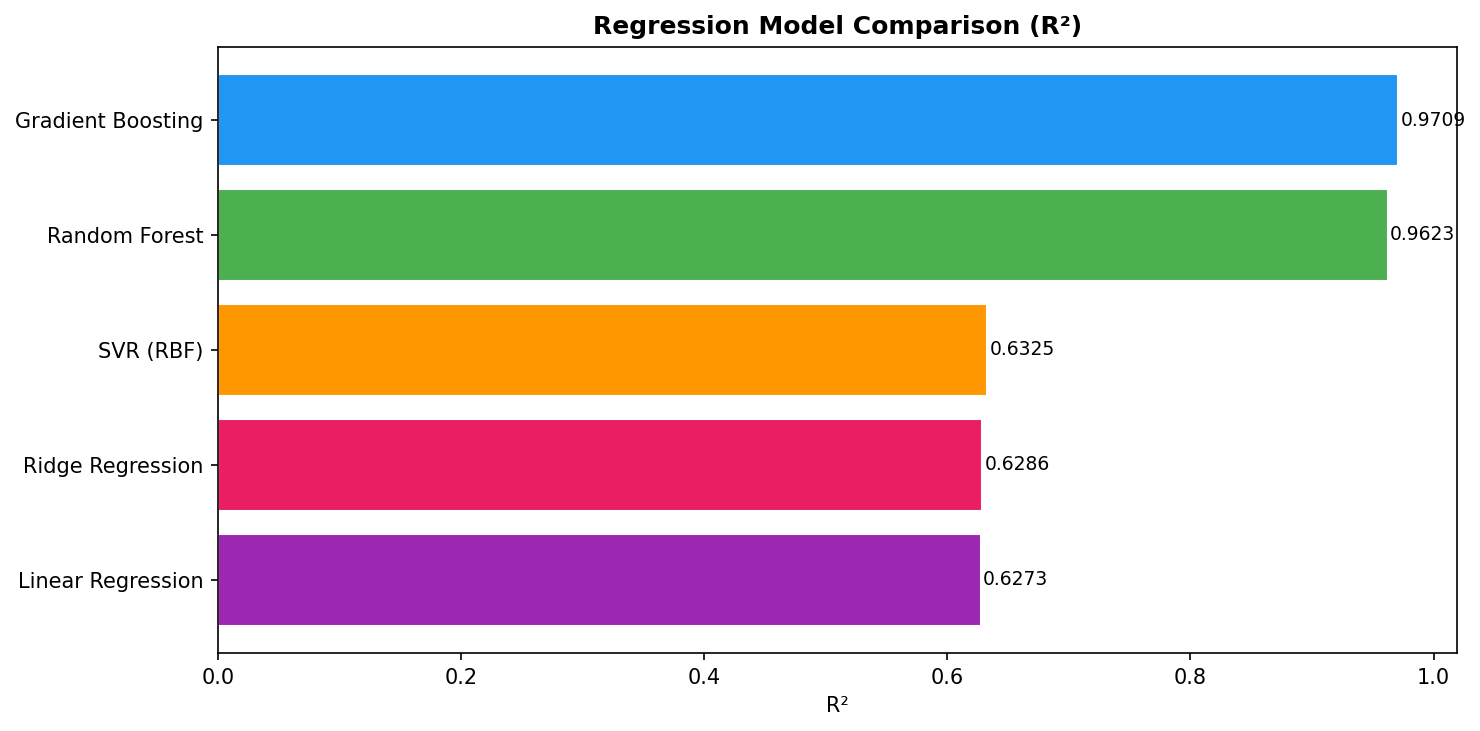 Regression Model Comparison (R²)
Gradient Boosting
0.9709
Random Forest
0.9623
SVR (RBF)
0.6325
Ridge Regression
0.6286
Linear Regression
0.6273
0.0 0.2 0.4 0.6 0.8 1.0
R²